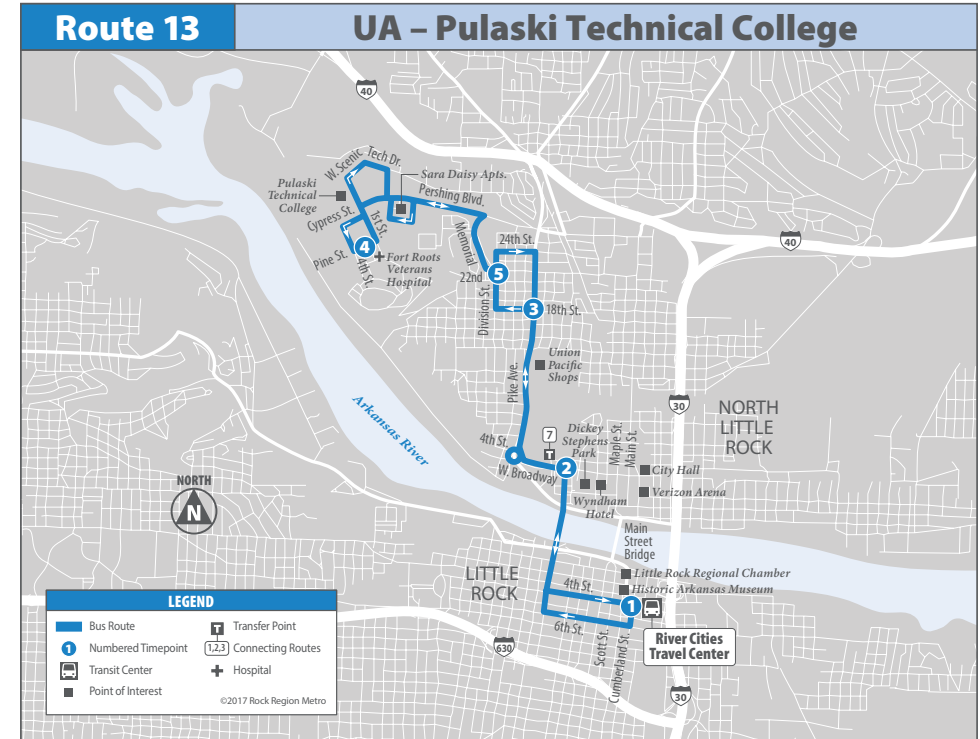 Route 13
UA – Pulaski Technical College
40
W. Scenic
Tech Dr.
Sara Daisy Apts.
Pulaski
Technical
College
Pershing Blvd.
Cypress St.
1st St.
Memorial
24th St.
40
4
Pine St.
4th St.
Fort Roots
Veterans
Hospital
22nd
5
Division St.
3
18th St.
Union
Pacific
Shops
Pike Ave.
Arkansas River
30
NORTH
LITTLE
ROCK
7
T
4th St.
W. Broadway
2
Dickey
Stephens
Park
Maple St.
Main St.
City Hall
Verizon Arena
Wyndham
Hotel
NORTH
N
Main
Street
Bridge
LITTLE
ROCK
Little Rock Regional Chamber
Historic Arkansas Museum
4th St.
1
6th St.
Scott St.
Cumberland St.
River Cities
Travel Center
630
30
LEGEND
Bus Route
T Transfer Point
1 Numbered Timepoint
1,2,3 Connecting Routes
Transit Center
Hospital
Point of Interest
©2017 Rock Region Metro